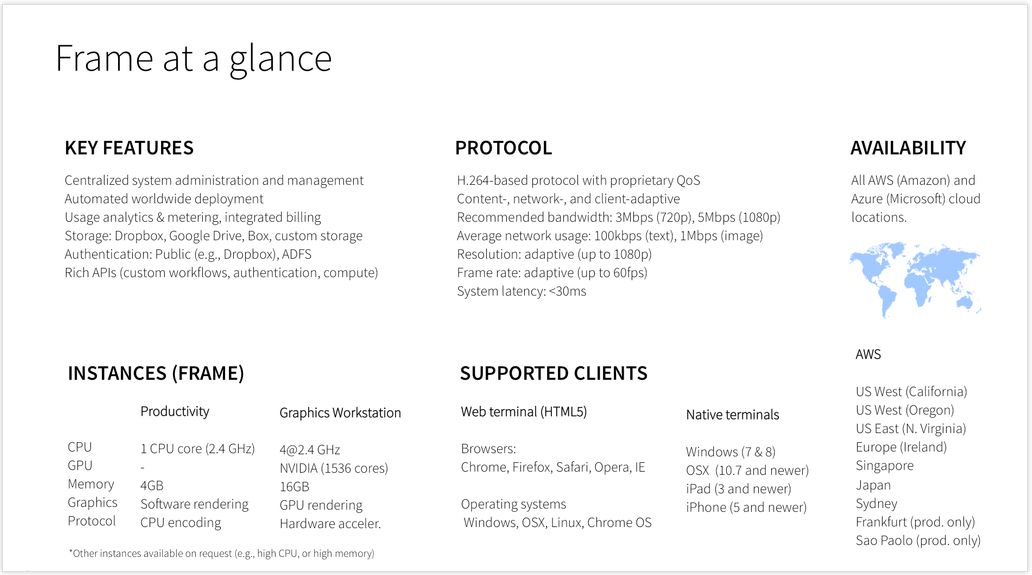 Frame at a glance
KEY FEATURES
Centralized system administration and management
Automated worldwide deployment
Usage analytics & metering, integrated billing
Storage: Dropbox, Google Drive, Box, custom storage
Authentication: Public (e.g., Dropbox), ADFS
Rich APIs (custom workflows, authentication, compute)
PROTOCOL
H.264-based protocol with proprietary QoS
Content-, network-, and client-adaptive
Recommended bandwidth: 3Mbps (720p), 5Mbps (1080p)
Average network usage: 100kbps (text), 1Mbps (image)
Resolution: adaptive (up to 1080p)
Frame rate: adaptive (up to 60fps)
System latency: <30ms
AVAILABILITY
All AWS (Amazon) and
Azure (Microsoft) cloud
locations.
AWS
US West (California)
US West (Oregon)
US East (N. Virginia)
Europe (Ireland)
Singapore
Japan
Sydney
Frankfurt (prod. only)
Sao Paolo (prod. only)
INSTANCES (FRAME)
Productivity Graphics Workstation
CPU 1 CPU core (2.4 GHz) 4@2.4 GHz
GPU - NVIDIA (1536 cores)
Memory 4GB 16GB
Graphics Software rendering GPU rendering
Protocol CPU encoding Hardware acceler.
*Other instances available on request (e.g., high CPU, or high memory)
SUPPORTED CLIENTS
Web terminal (HTML5)
Browsers:
Chrome, Firefox, Safari, Opera, IE
Operating systems
Windows, OSX, Linux, Chrome OS
Native terminals
Windows (7 & 8)
OSX (10.7 and newer)
iPad (3 and newer)
iPhone (5 and newer)